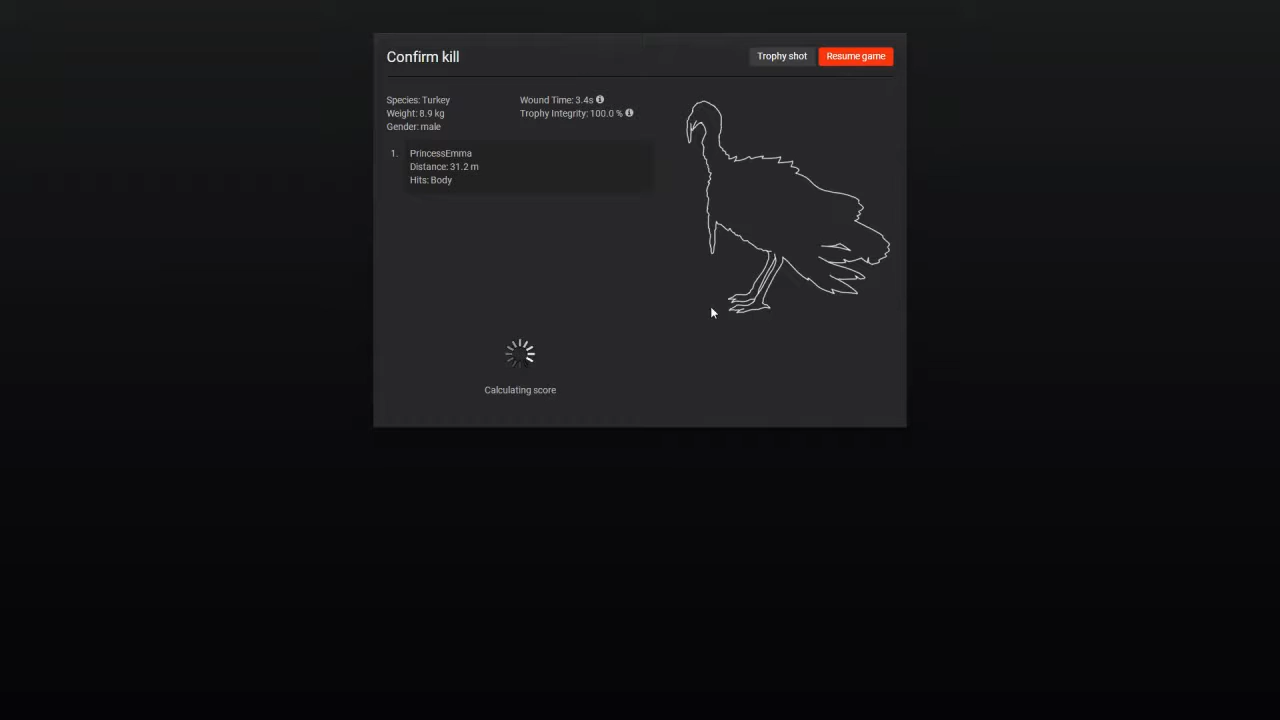 Confirm kill
Trophy shot
Resume game
Species: Turkey
Weight: 8.9 kg
Gender: male
Wound Time: 3.4s
Trophy Integrity: 100.0 %
1. PrincessEmma
Distance: 31.2 m
Hits: Body
Calculating score